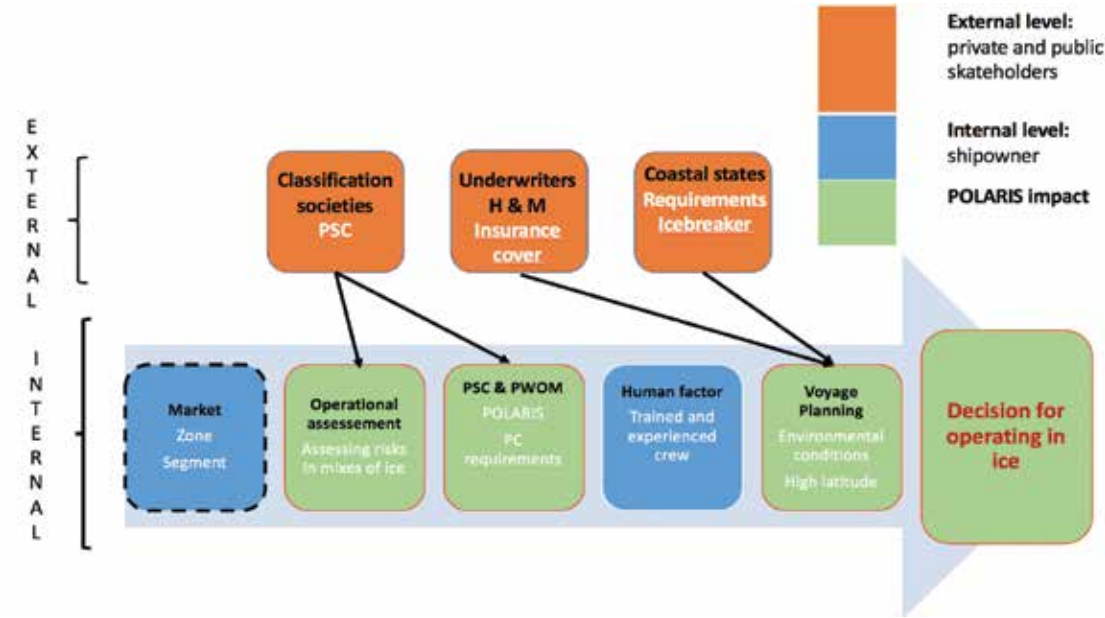 External level:
private and public
skateholders
Internal level:
shipowner
POLARIS impact
EXTERNAL
Classification
societies
PSC
Underwriters
H & M
Insurance
cover
Coastal states
Requirements
Icebreaker
INTERNAL
Market
Zone
Segment
Operational
assessement
Assessing risks
In mixes of ice
PSC & PWOM
POLARIS
PC
requirements
Human factor
Trained and
experienced
crew
Voyage
Planning
Environmental
conditions
High latitude
Decision for
operating in
ice